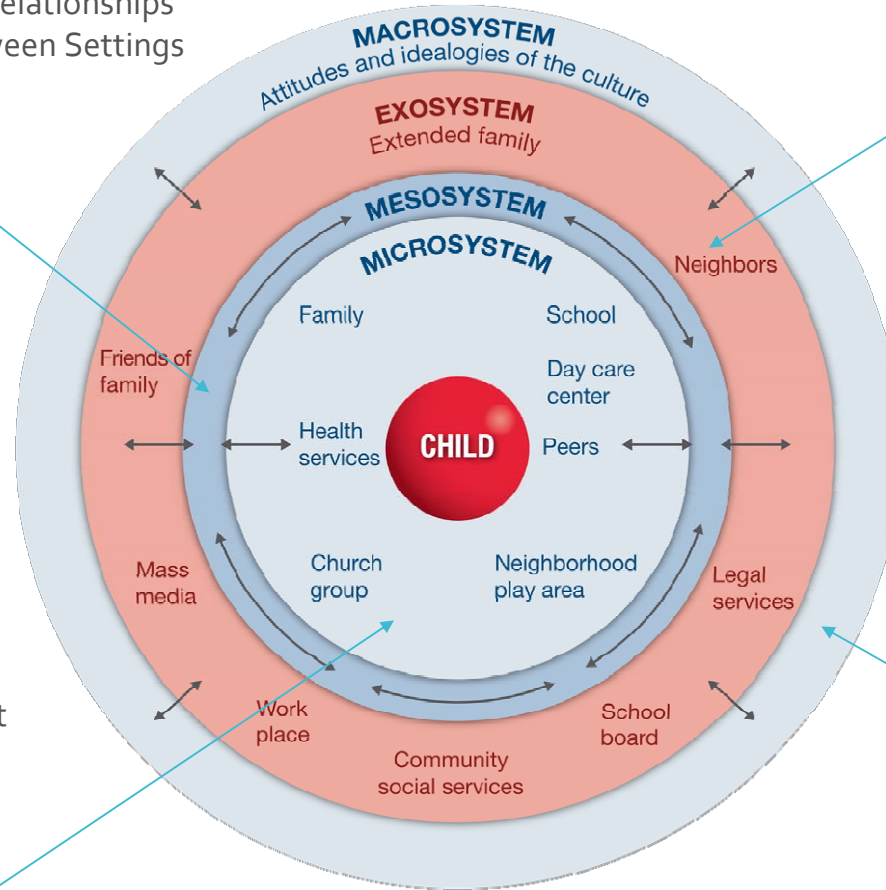 elationships
een Settings
MACROSYSTEM
Attitudes and idealogies of the culture
EXOSYSTEM
Extended family
MESOSYSTEM
MICROSYSTEM
Neighbors
Family
School
Friends of
family
Day care
center
Health
services
CHILD
Peers
Church
group
Neighborhood
play area
Mass
media
Legal
services
t
Work
place
School
board
Community
social services